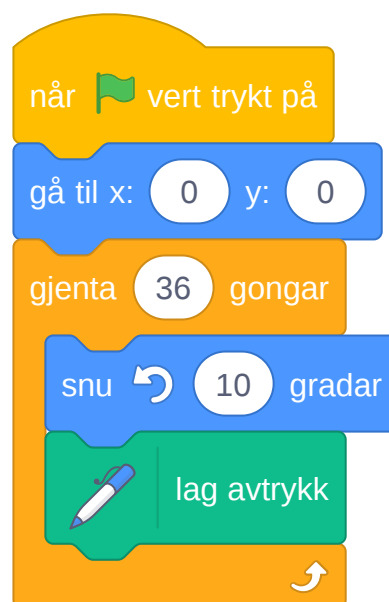 når vert trykt på
gå til x: 0 y: 0
gjenta 36 gongar
snu 10 gradar
lag avtrykk